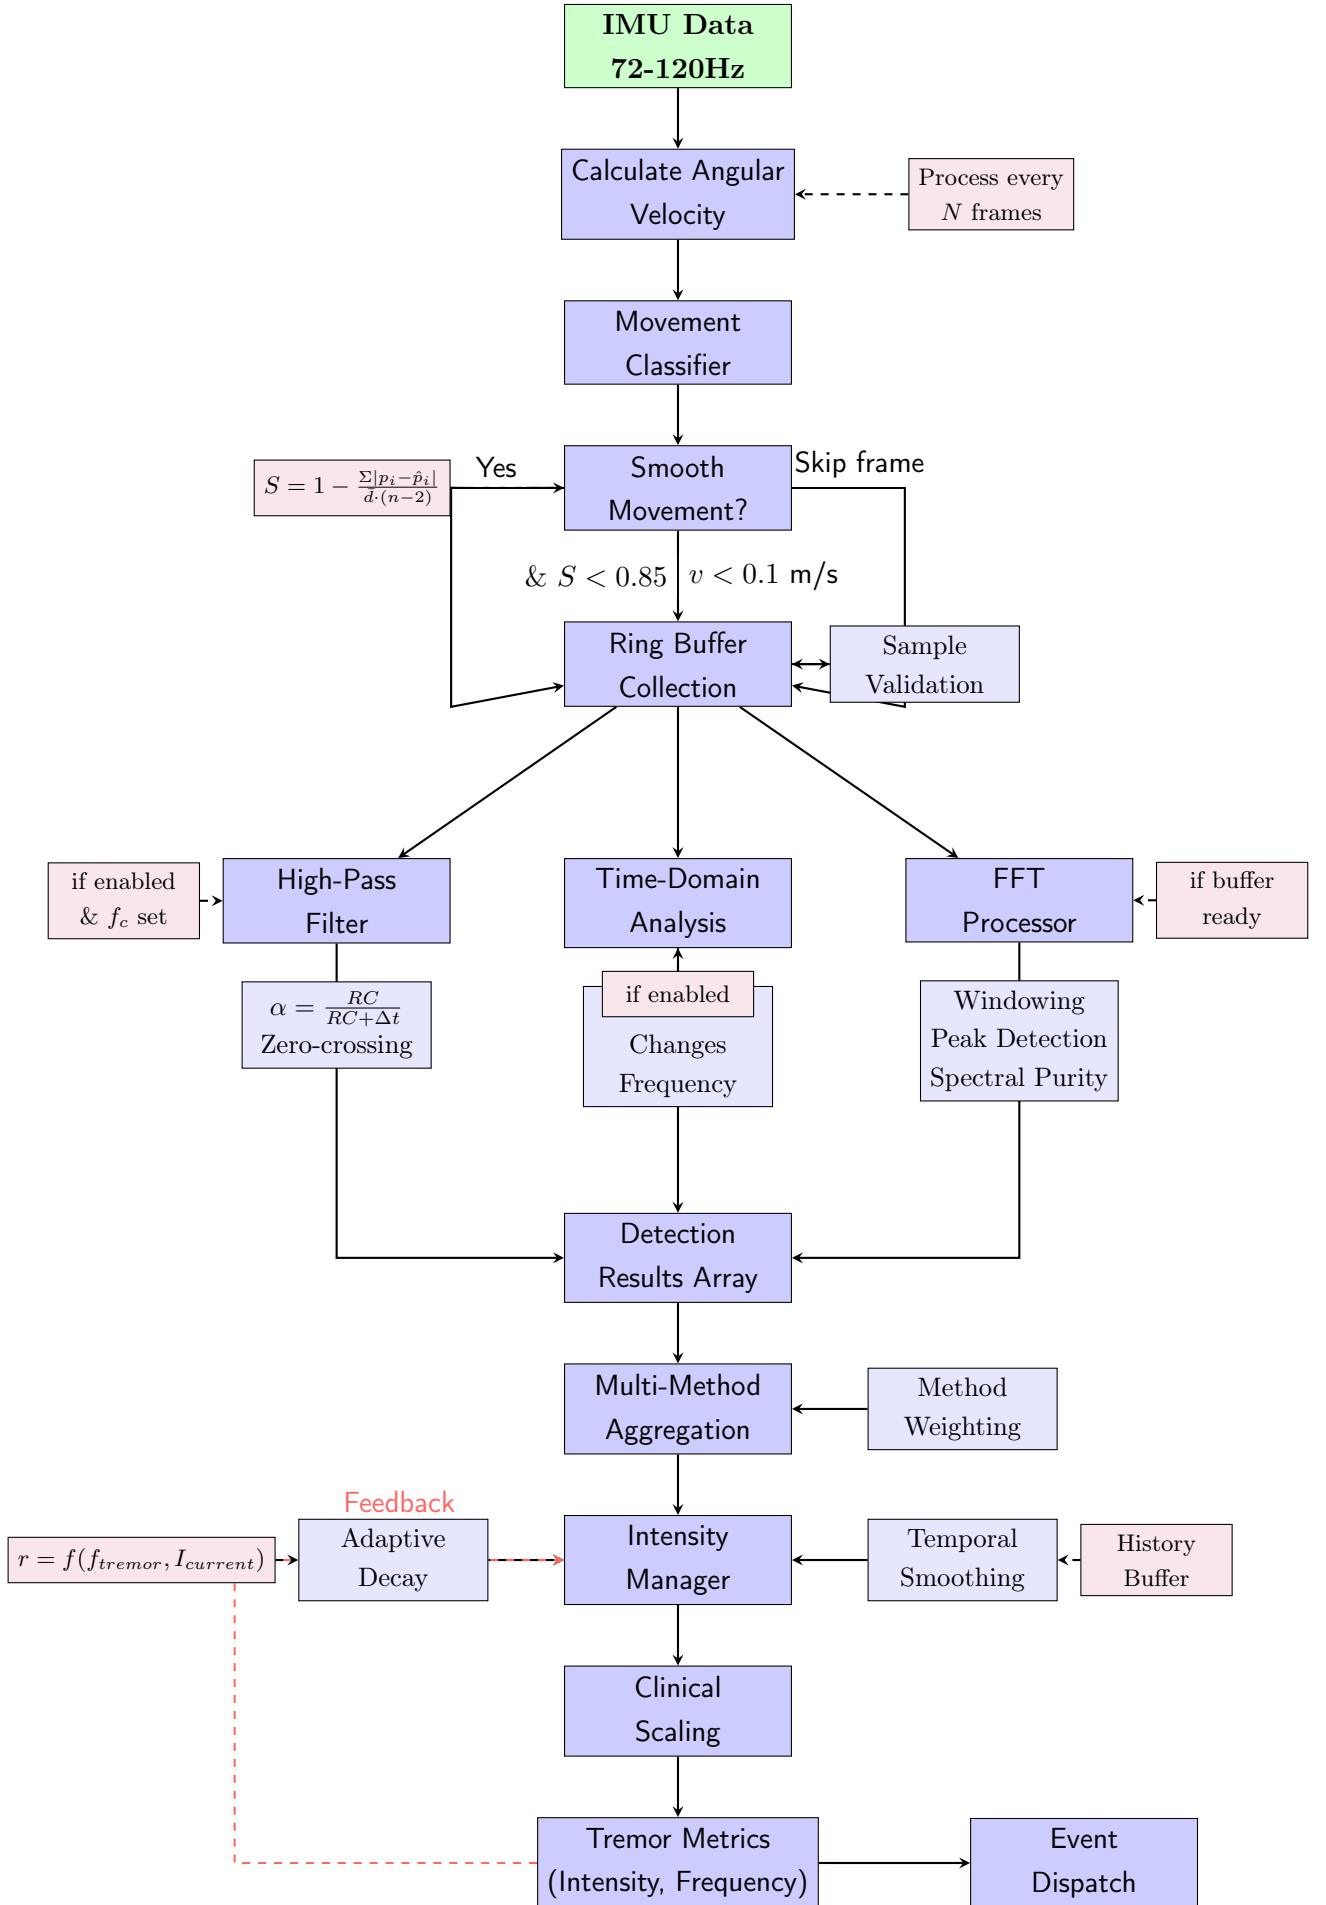 IMU Data
72-120Hz
Calculate Angular
Velocity
Process every
N frames
Movement
Classifier
S = 1 − Σ|p_i−p̂_i| / d̄·(n−2)
Yes
Smooth
Movement?
Skip frame
& S < 0.85
v < 0.1 m/s
Ring Buffer
Collection
Sample
Validation
if enabled
& f_c set
High-Pass
Filter
Time-Domain
Analysis
FFT
Processor
if buffer
ready
α = RC / RC+Δt
Zero-crossing
if enabled
Changes
Frequency
Windowing
Peak Detection
Spectral Purity
Detection
Results Array
Multi-Method
Aggregation
Method
Weighting
Feedback
r = f(f_tremor, I_current)
Adaptive
Decay
Intensity
Manager
Temporal
Smoothing
History
Buffer
Clinical
Scaling
Tremor Metrics
(Intensity, Frequency)
Event
Dispatch